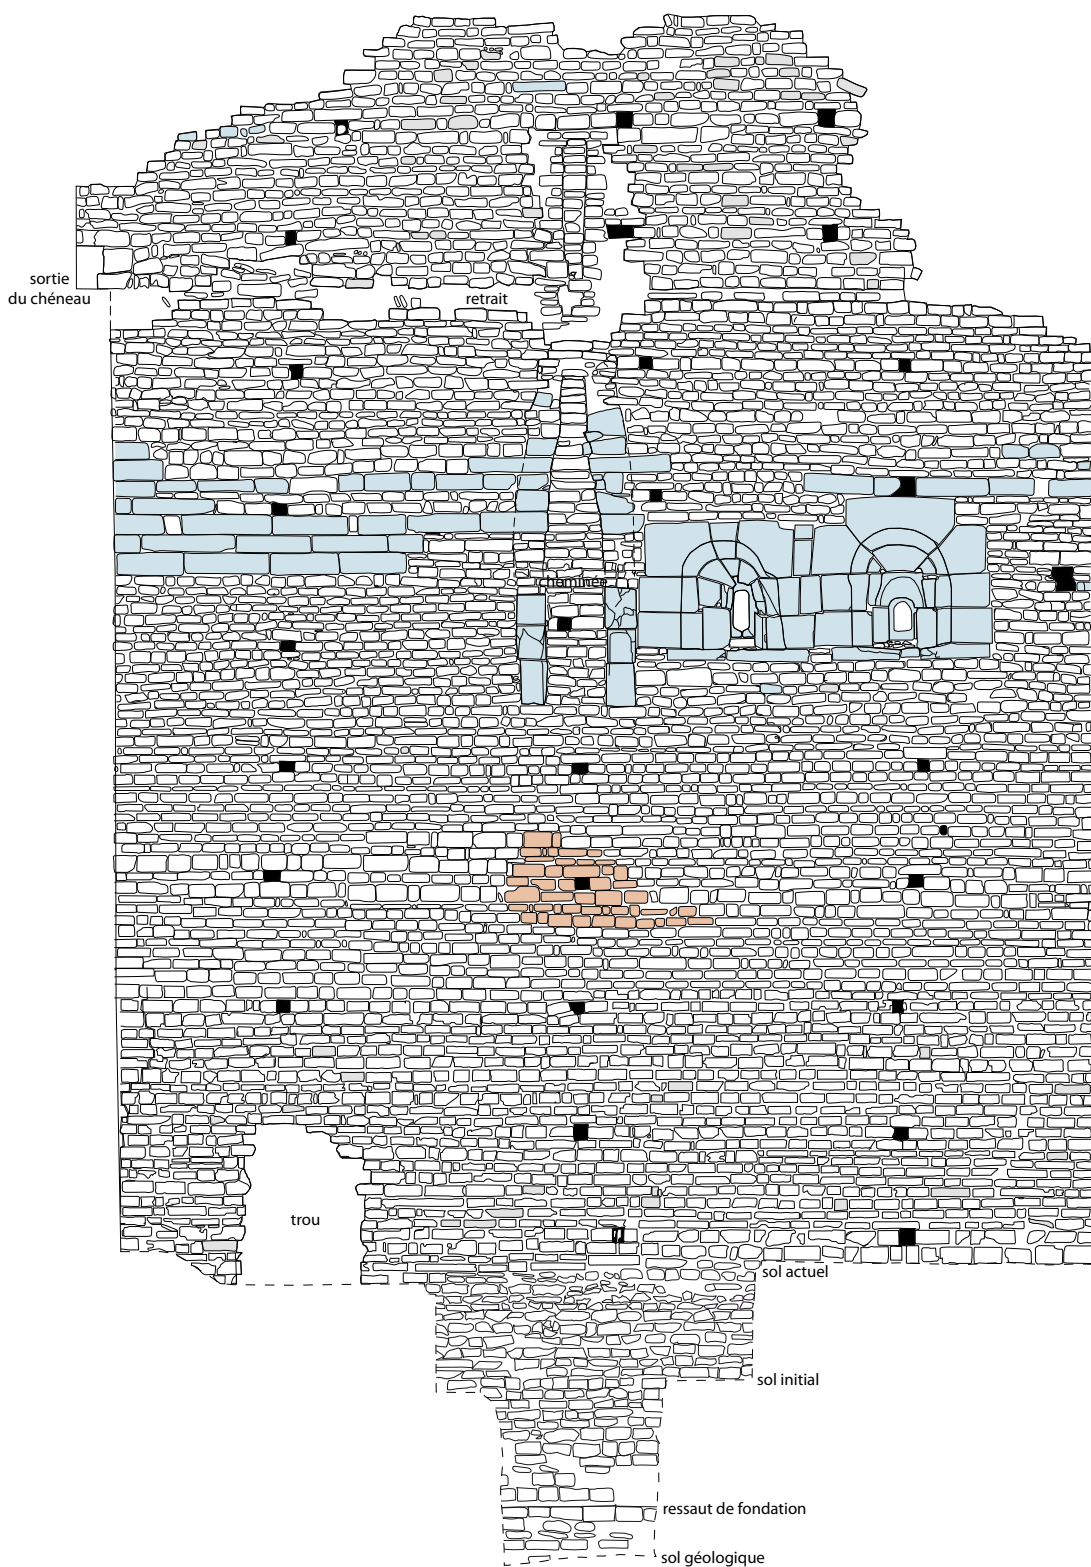 sortie
du chéneau
retrait
cheminée
trou
sol actuel
sol initial
ressaut de fondation
sol géologique